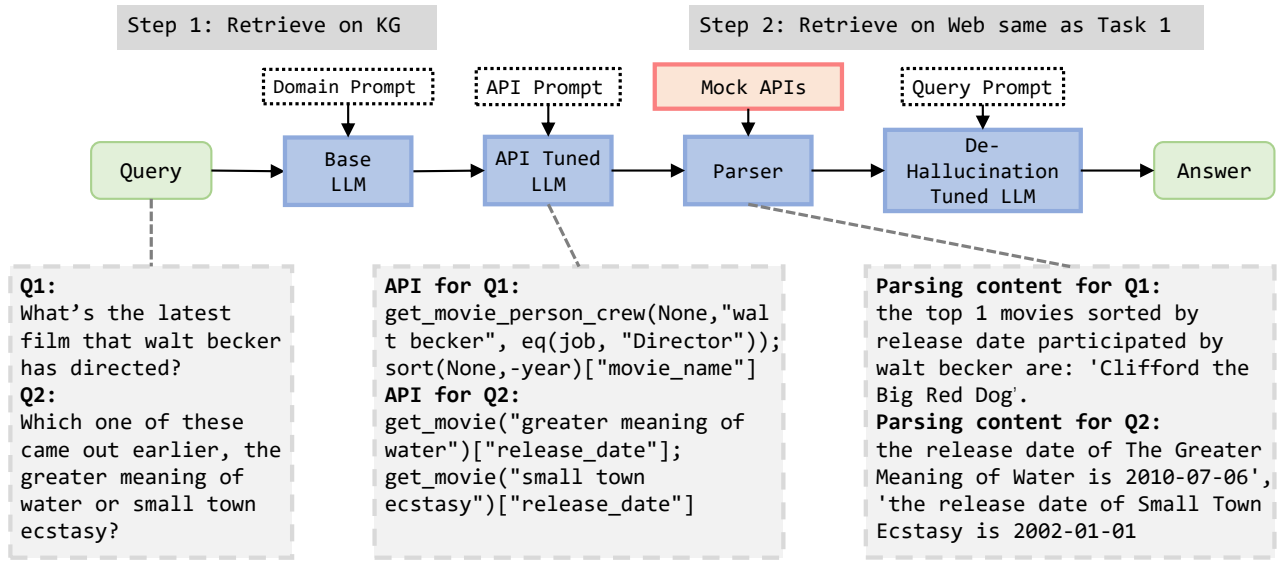 Step 1: Retrieve on KG
Step 2: Retrieve on Web same as Task 1
Domain Prompt
API Prompt
Mock APIs
Query Prompt
Query
Base
LLM
API Tuned
LLM
Parser
De-
Hallucination
Tuned LLM
Answer
Q1:
What's the latest
film that walt becker
has directed?
Q2:
Which one of these
came out earlier, the
greater meaning of
water or small town
ecstasy?
API for Q1:
get_movie_person_crew(None,"wal
t becker", eq(job, "Director"));
sort(None,-year)["movie_name"]
API for Q2:
get_movie("greater meaning of
water")["release_date"];
get_movie("small town
ecstasy")["release_date"]
Parsing content for Q1:
the top 1 movies sorted by
release date participated by
walt becker are: 'Clifford the
Big Red Dog’.
Parsing content for Q2:
the release date of The Greater
Meaning of Water is 2010-07-06',
'the release date of Small Town
Ecstasy is 2002-01-01